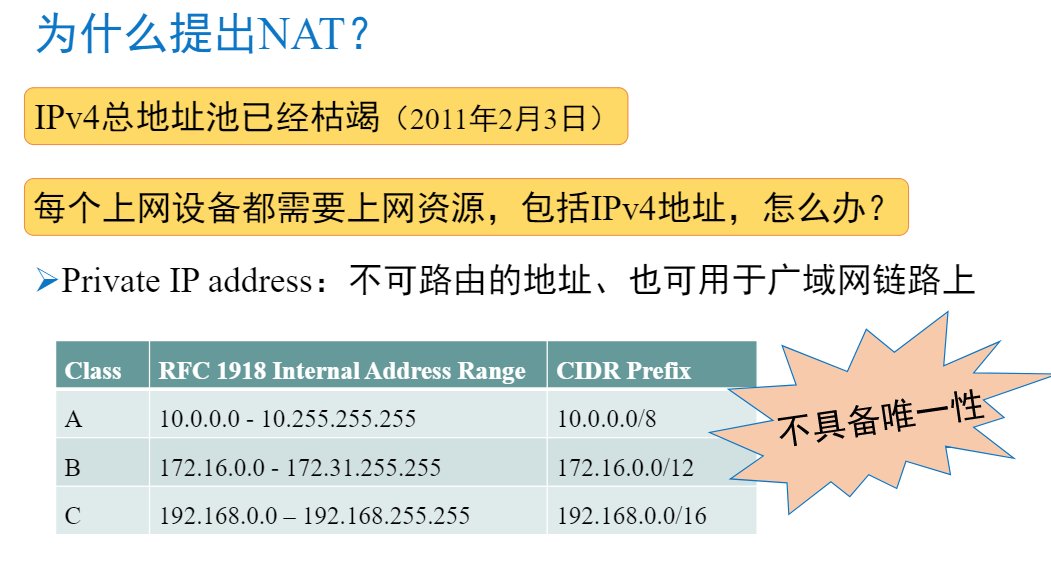 为什么提出NAT？
IPv4总地址池已经枯竭（2011年2月3日）
每个上网设备都需要上网资源，包括IPv4地址，怎么办？
Private IP address：不可路由的地址、也可用于广域网链路上
Class RFC 1918 Internal Address Range CIDR Prefix
A 10.0.0.0 - 10.255.255.255 10.0.0.0/8
B 172.16.0.0 - 172.31.255.255 172.16.0.0/12
C 192.168.0.0 – 192.168.255.255 192.168.0.0/16
不具备唯一性